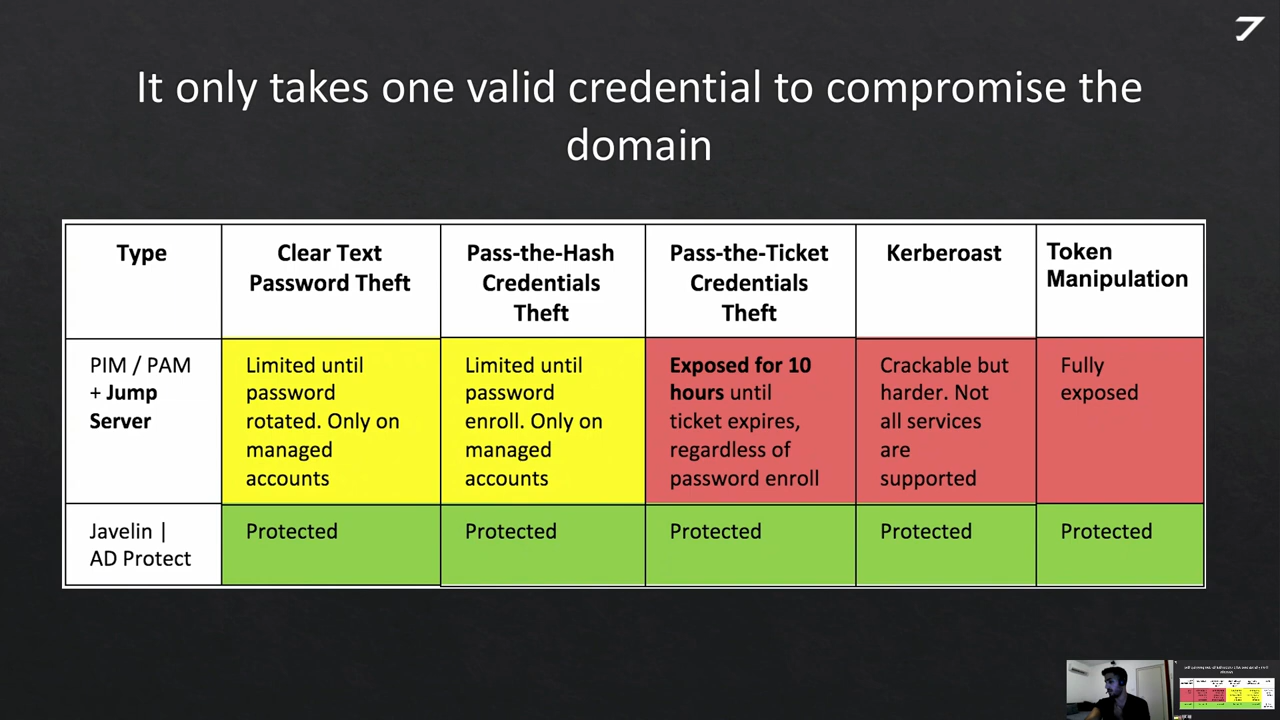 It only takes one valid credential to compromise the
domain
Type
Clear Text
Password Theft
Pass-the-Hash
Credentials
Theft
Pass-the-Ticket
Credentials
Theft
Kerberoast
Token
Manipulation
PIM / PAM
+ Jump
Server
Limited until
password
rotated. Only on
managed
accounts
Limited until
password
enroll. Only on
managed
accounts
Exposed for 10
hours until
ticket expires,
regardless of
password enroll
Crackable but
harder. Not
all services
are
supported
Fully
exposed
Javelin |
AD Protect
Protected
Protected
Protected
Protected
Protected